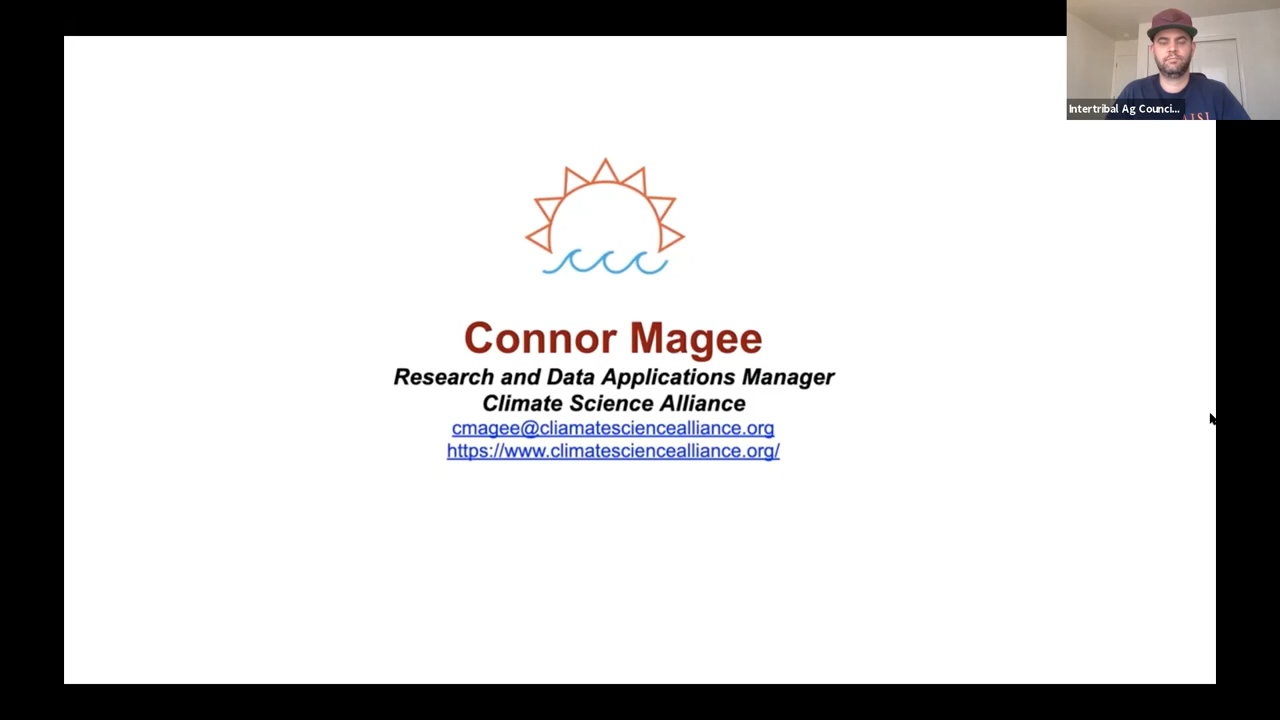 Intertribal Ag Counci...
Connor Magee
Research and Data Applications Manager
Climate Science Alliance
cmagee@cliamatesciencealliance.org
https://www.climatesciencealliance.org/